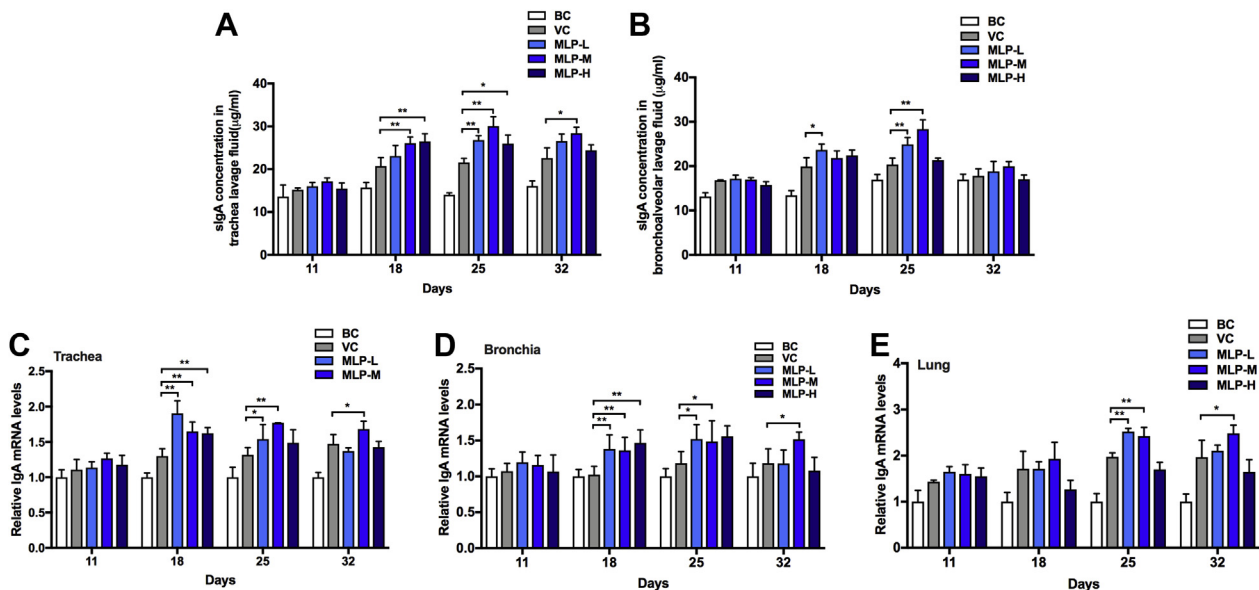 A
BC
VC
MLP-L
MLP-M
MLP-H
sIgA concentration in
trachea lavage fluid(μg/ml)
40
30
20
10
0
** ** ** ** * *
11 18 25 32
Days
B
BC
VC
MLP-L
MLP-M
MLP-H
sIgA concentration in
bronchoalveolar lavage fluid (μg/ml)
40
30
20
10
0
* ** **
11 18 25 32
Days
C
Trachea
BC
VC
MLP-L
MLP-M
Relative IgA mRNA levels
2.5
2.0
1.5
1.0
0.5
0.0
** ** ** * ** *
11 18 25 32
Days
D
Bronchia
BC
VC
MLP-L
MLP-M
MLP-H
Relative IgA mRNA levels
2.5
2.0
1.5
1.0
0.5
0.0
** ** ** * * *
11 18 25 32
Days
E
Lung
BC
VC
MLP-L
MLP-M
MLP-H
Relative IgA mRNA levels
4
3
2
1
0
** ** *
11 18 25 32
Days